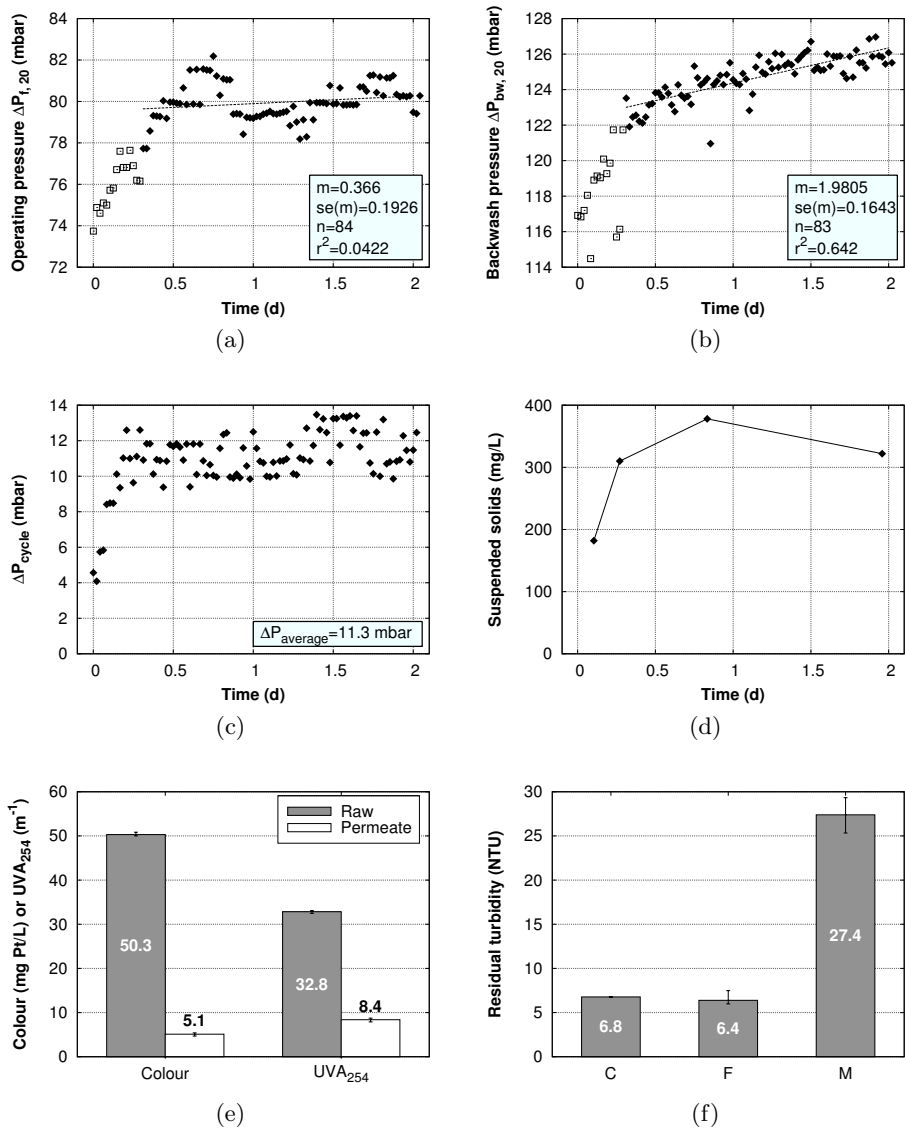 84
82
80
78
76
74
72
0
0.5
1
1.5
2
Operating pressure ΔP_f, 20 (mbar)
Time (d)
m=0.366
se(m)=0.1926
n=84
r²=0.0422
(a)
128
126
124
122
120
118
116
114
0
0.5
1
1.5
2
Backwash pressure ΔP_bw, 20 (mbar)
Time (d)
m=1.9805
se(m)=0.1643
n=83
r²=0.642
(b)
14
12
10
8
6
4
2
0
0
0.5
1
1.5
2
ΔP_cycle (mbar)
Time (d)
ΔP_average=11.3 mbar
(c)
400
300
200
100
0
0
0.5
1
1.5
2
Suspended solids (mg/L)
Time (d)
(d)
60
50
40
30
20
10
0
Colour (mg Pt/L) or UVA₂₅₄ (m⁻¹)
Raw
Permeate
50.3
5.1
32.8
8.4
Colour
UVA₂₅₄
(e)
30
25
20
15
10
5
0
Residual turbidity (NTU)
6.8
6.4
27.4
C
F
M
(f)